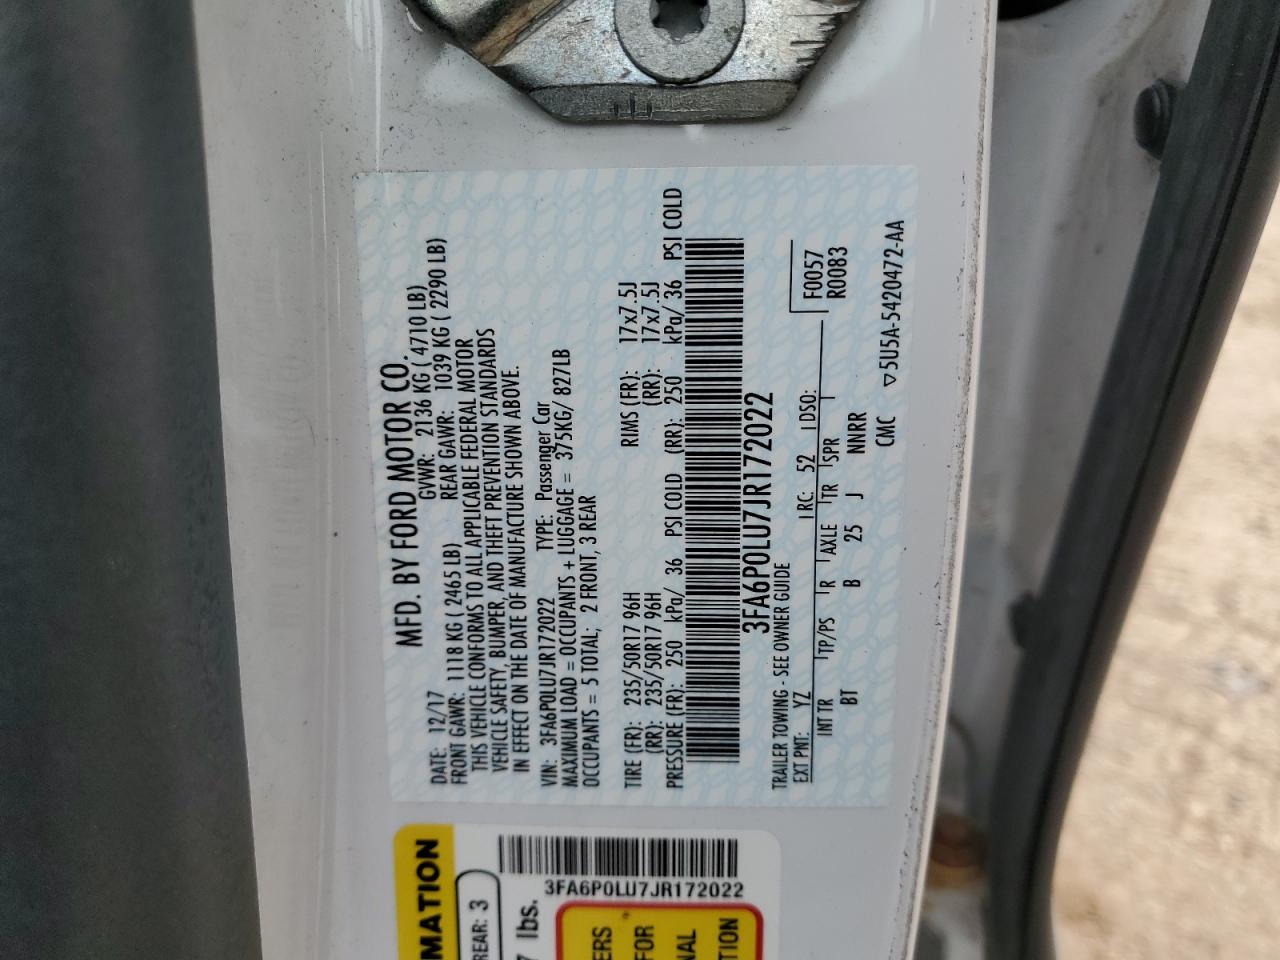 MFD. BY FORD MOTOR CO.
DATE: 12/17 GVWR: 2136 KG ( 4710 LB)
FRONT GAWR: 1118 KG ( 2465 LB) REAR GAWR: 1039 KG ( 2290 LB)
THIS VEHICLE CONFORMS TO ALL APPLICABLE FEDERAL MOTOR
VEHICLE SAFETY, BUMPER, AND THEFT PREVENTION STANDARDS
IN EFFECT ON THE DATE OF MANUFACTURE SHOWN ABOVE.
VIN: 3FA6P0LU7JR172022 TYPE: Passenger Car
MAXIMUM LOAD = OCCUPANTS + LUGGAGE = 375KG/ 827LB
OCCUPANTS = 5 TOTAL; 2 FRONT, 3 REAR
TIRE (FR): 235/50R17 96H RIMS (FR): 17x7.5J
(RR): 235/50R17 96H (RR): 17x7.5J
PRESSURE (FR): 250 kPa/ 36 PSI COLD (RR): 250 kPa/ 36 PSI COLD
3FA6P0LU7JR172022
TRAILER TOWING - SEE OWNER GUIDE
EXT PNT: YZ RC: 52 DSO:
F0057
R0083
INT TR TP/PS R AXLE TR SPR
BT B 25 J NNRR
CMC ▽5U5A-5420472-AA
MATION
REAR: 3
7 lbs.
3FA6P0LU7JR172022
ERS
FOR
NAL
TION